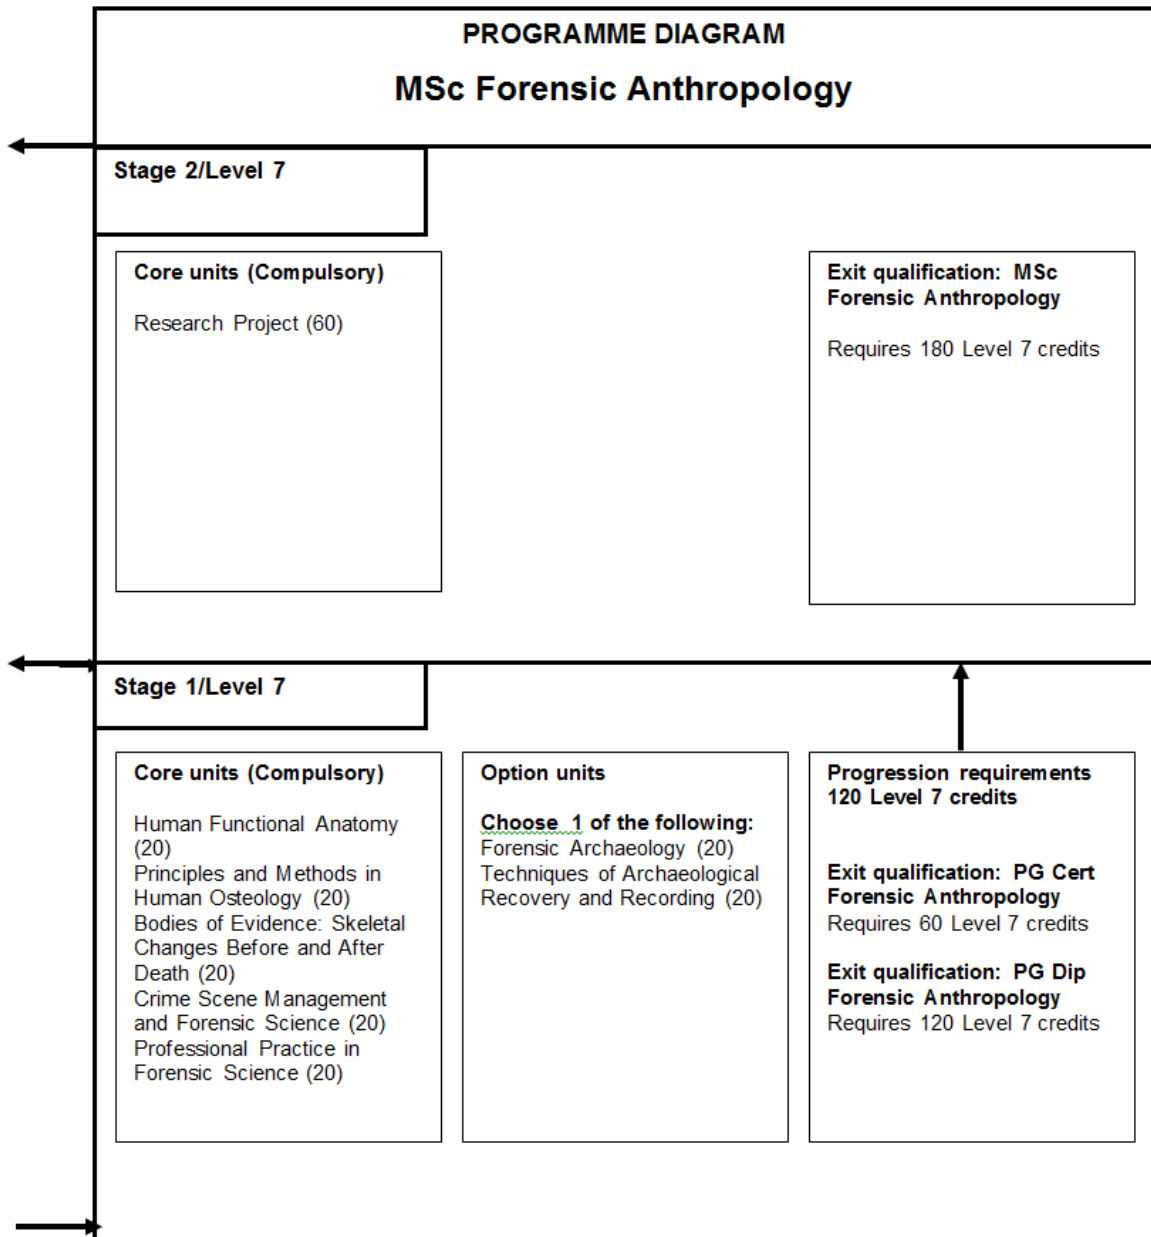 PROGRAMME DIAGRAM
MSc Forensic Anthropology
Stage 2/Level 7
Core units (Compulsory)
Research Project (60)
Exit qualification: MSc
Forensic Anthropology
Requires 180 Level 7 credits
Stage 1/Level 7
Core units (Compulsory)
Human Functional Anatomy
(20)
Principles and Methods in
Human Osteology (20)
Bodies of Evidence: Skeletal
Changes Before and After
Death (20)
Crime Scene Management
and Forensic Science (20)
Professional Practice in
Forensic Science (20)
Option units
Choose 1 of the following:
Forensic Archaeology (20)
Techniques of Archaeological
Recovery and Recording (20)
Progression requirements
120 Level 7 credits
Exit qualification: PG Cert
Forensic Anthropology
Requires 60 Level 7 credits
Exit qualification: PG Dip
Forensic Anthropology
Requires 120 Level 7 credits